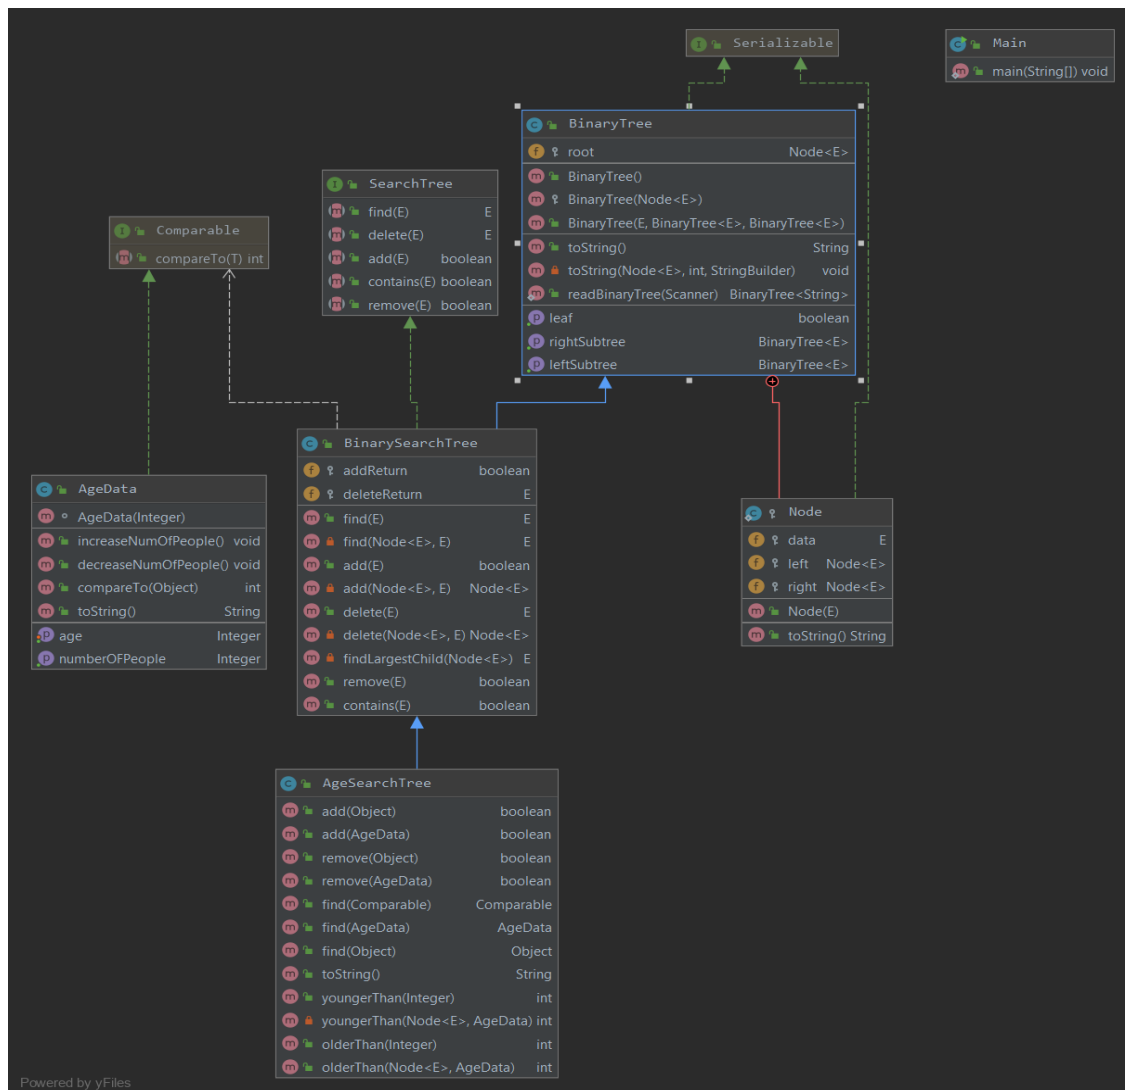 Serializable
Main
main(String[]) void
BinaryTree
root Node<E>
BinaryTree()
BinaryTree(Node<E>)
BinaryTree(E, BinaryTree<E>, BinaryTree<E>)
toString() String
toString(Node<E>, int, StringBuilder) void
readBinaryTree(Scanner) BinaryTree<String>
leaf boolean
rightSubtree BinaryTree<E>
leftSubtree BinaryTree<E>
SearchTree
find(E) E
delete(E) E
add(E) boolean
contains(E) boolean
remove(E) boolean
Comparable
compareTo(T) int
BinarySearchTree
addReturn boolean
deleteReturn E
find(E) E
find(Node<E>, E) E
add(E) boolean
add(Node<E>, E) Node<E>
delete(E) E
delete(Node<E>, E) Node<E>
findLargestChild(Node<E>) E
remove(E) boolean
contains(E) boolean
AgeData
AgeData(Integer)
increaseNumOfPeople() void
decreaseNumOfPeople() void
compareTo(Object) int
toString() String
age Integer
numberOFPeople Integer
Node
data E
left Node<E>
right Node<E>
Node(E)
toString() String
AgeSearchTree
add(Object) boolean
add(AgeData) boolean
remove(Object) boolean
remove(AgeData) boolean
find(Comparable) Comparable
find(AgeData) AgeData
find(Object) Object
toString() String
youngerThan(Integer) int
youngerThan(Node<E>, AgeData) int
olderThan(Integer) int
olderThan(Node<E>, AgeData) int
Powered by yFiles